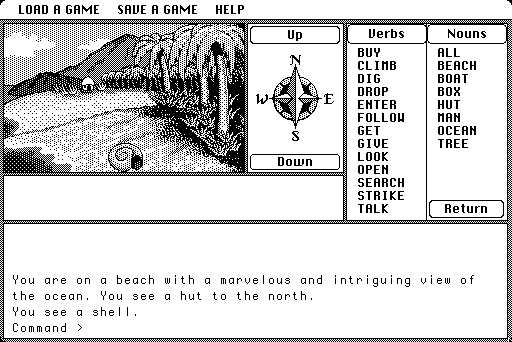 LOAD A GAME SAVE A GAME HELP
Up
N
W E
S
Down
Verbs
BUY
CLIMB
DIG
DROP
ENTER
FOLLOW
GET
GIVE
LOOK
OPEN
SEARCH
STRIKE
TALK
Nouns
ALL
BEACH
BOAT
BOX
HUT
MAN
OCEAN
TREE
Return
You are on a beach with a marvelous and intriguing view of
the ocean. You see a hut to the north.
You see a shell.
Command >